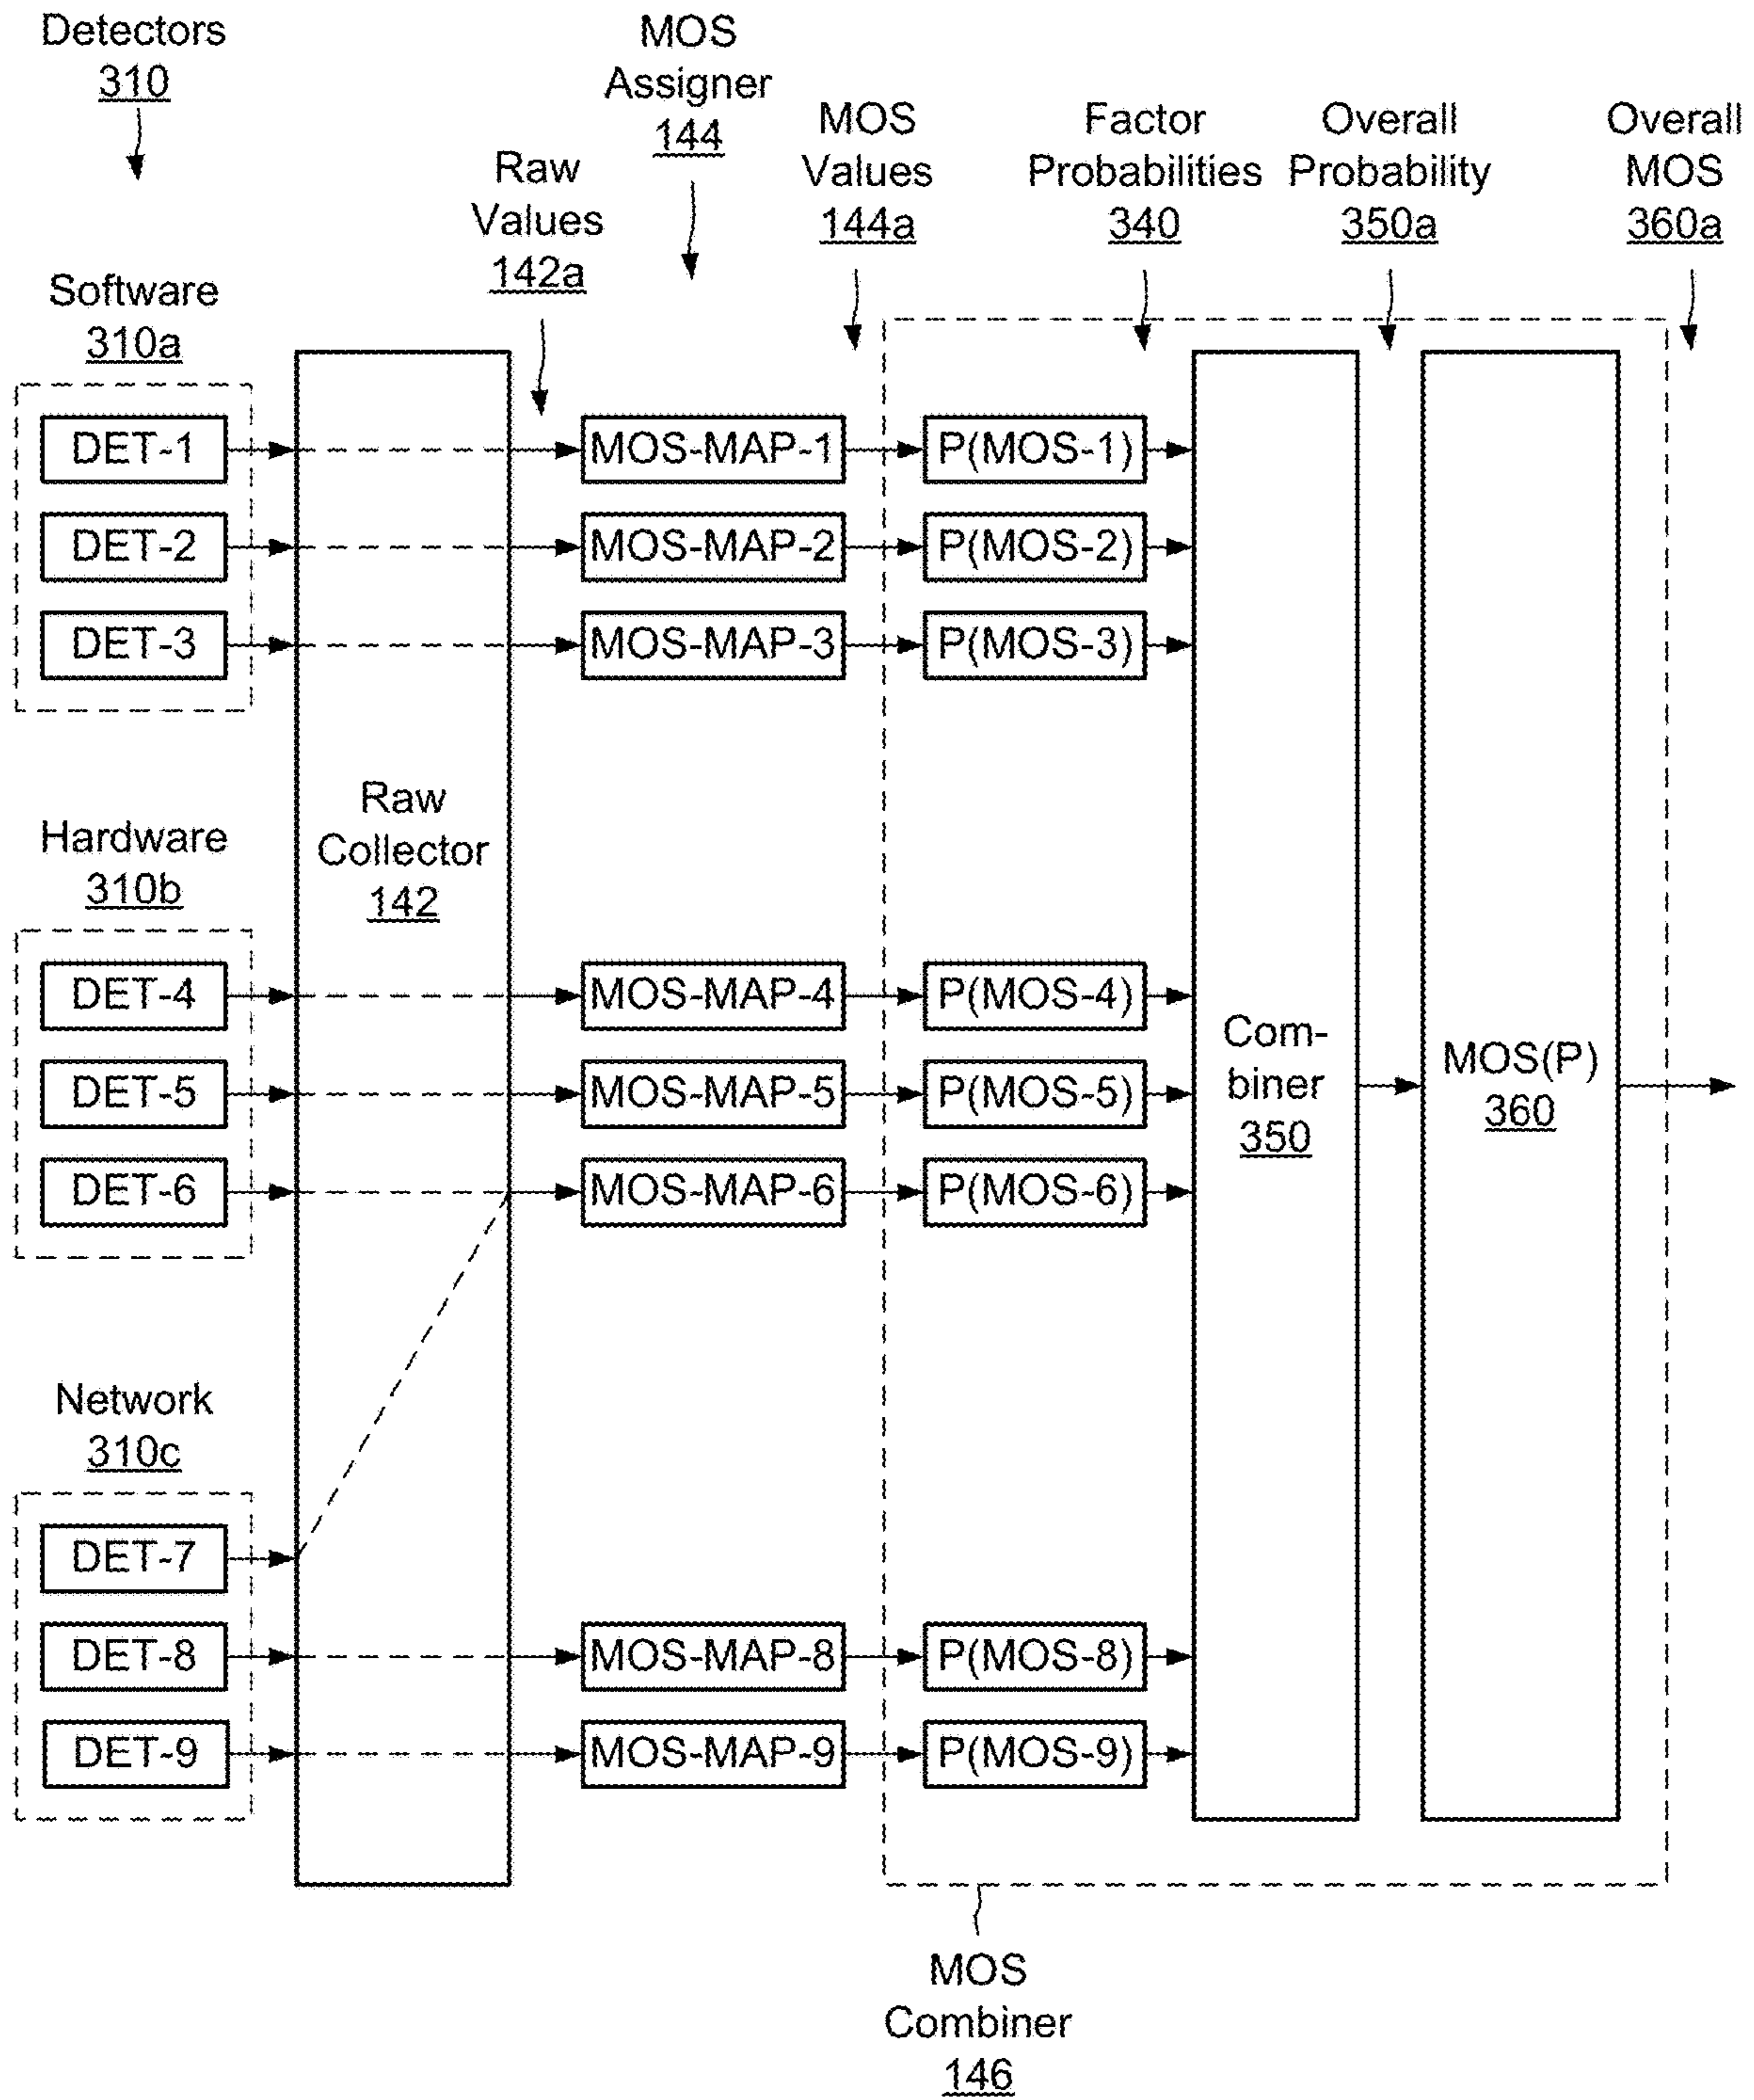 Detectors
310
MOS
Assigner
144
Raw
Values
142a
MOS
Values
144a
Factor
Probabilities
340
Overall
Probability
350a
Overall
MOS
360a
Software
310a
DET-1
MOS-MAP-1
P(MOS-1)
DET-2
MOS-MAP-2
P(MOS-2)
DET-3
MOS-MAP-3
P(MOS-3)
Raw
Collector
142
Hardware
310b
DET-4
MOS-MAP-4
P(MOS-4)
DET-5
MOS-MAP-5
P(MOS-5)
DET-6
MOS-MAP-6
P(MOS-6)
Com-
biner
350
MOS(P)
360
Network
310c
DET-7
DET-8
MOS-MAP-8
P(MOS-8)
DET-9
MOS-MAP-9
P(MOS-9)
MOS
Combiner
146